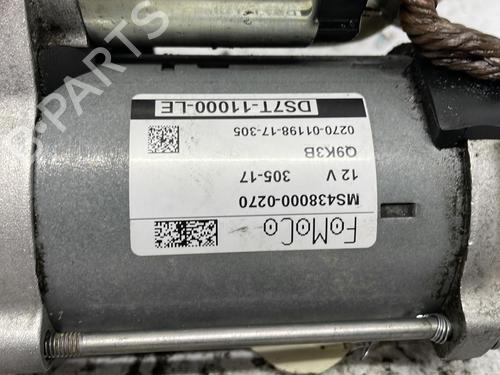 FoMoCo
MS438000-0270
12 V 305-17
Q9K3B
0270-01198-17-305
DS7T-11000-LE
B-PARTS